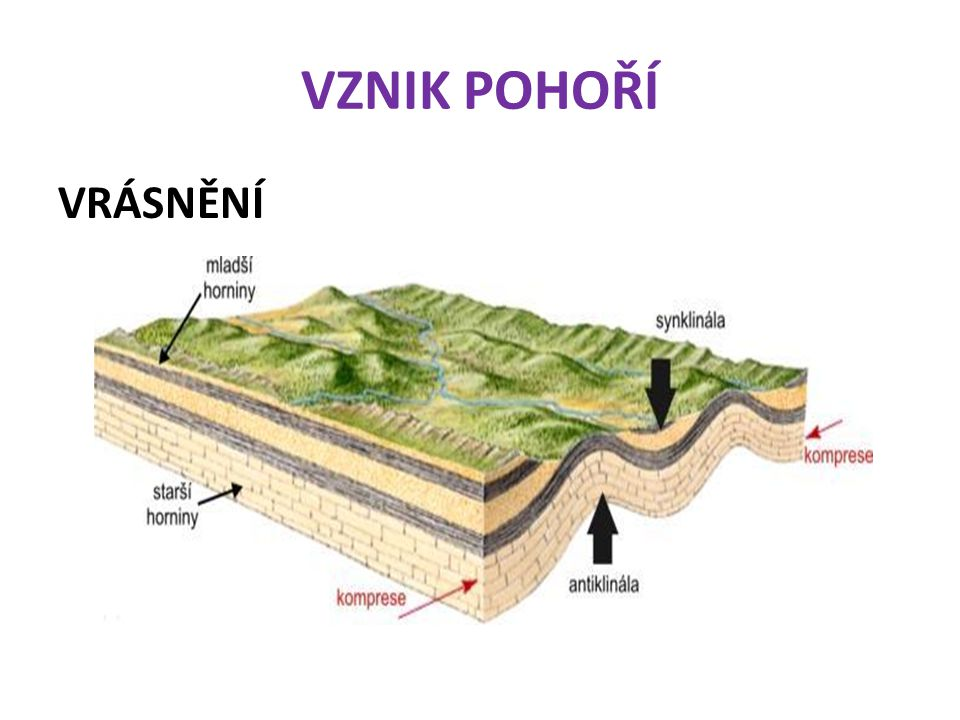 VZNIK POHOŘÍ
VRÁSNĚNÍ
mladší
horniny
synklinála
komprese
starší
horniny
antiklinála
komprese